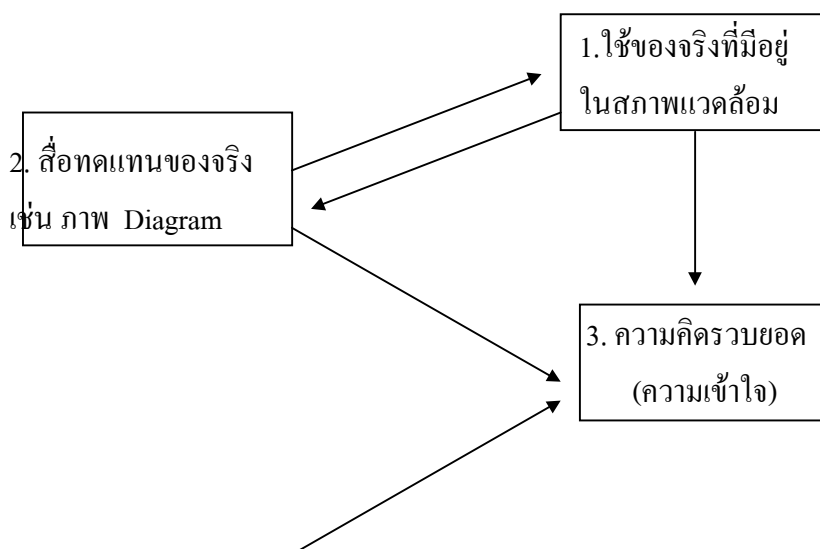 1.ใช้ของจริงที่มีอยู่
ในสภาพแวดล้อม
2. สื่อทดแทนของจริง
เช่น ภาพ Diagram
3. ความคิดรวบยอด
(ความเข้าใจ)